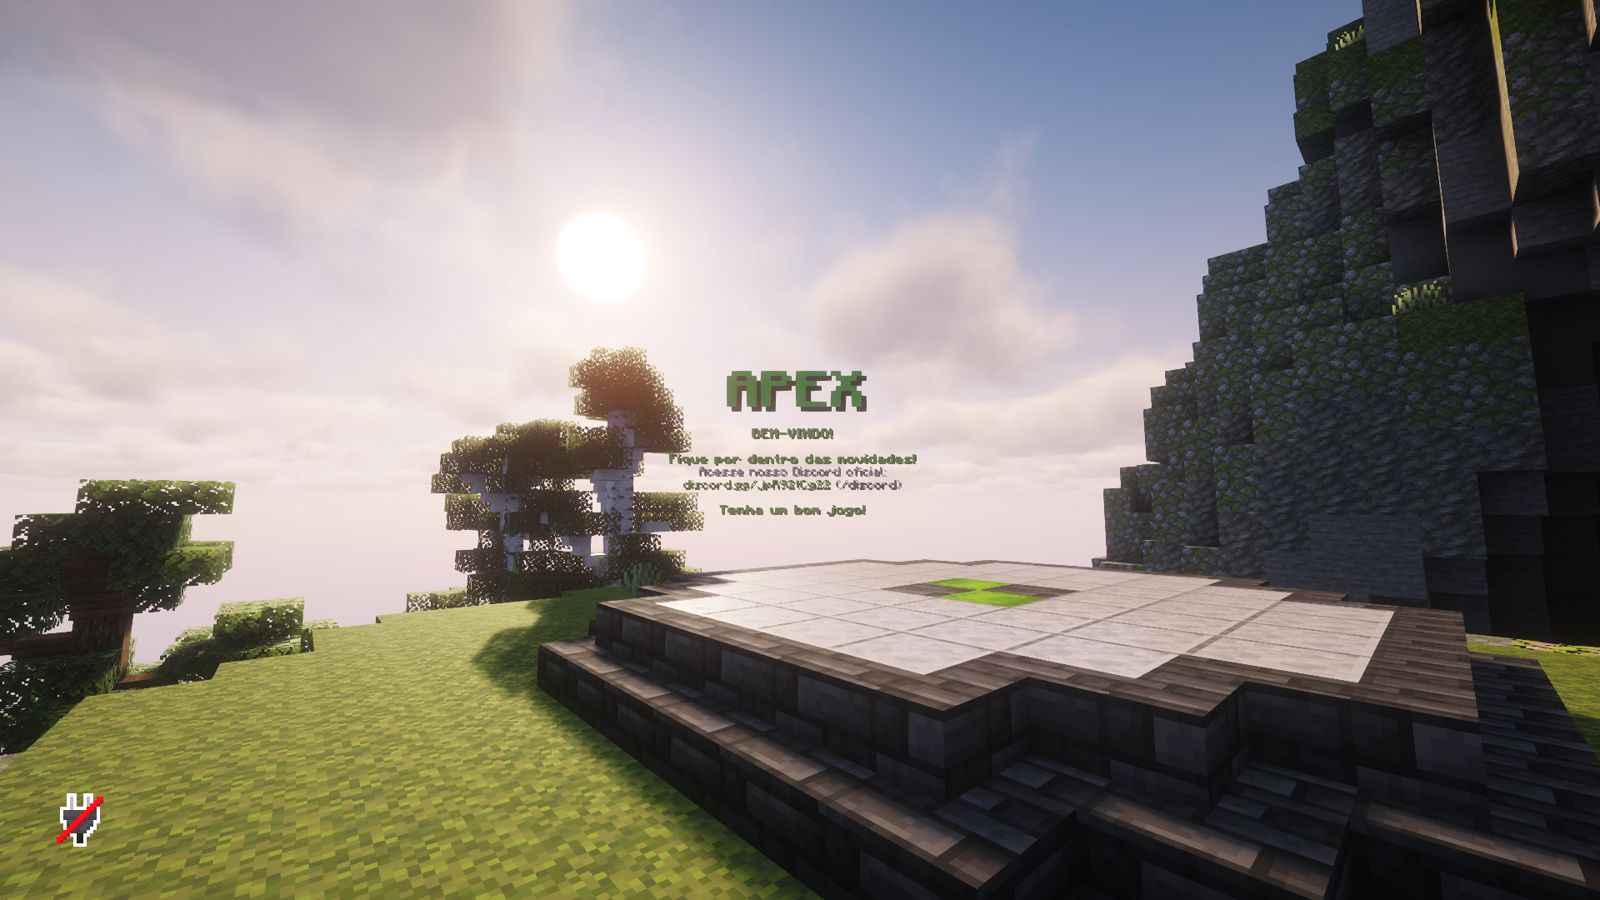 APEX
BEM-VINDO!
Fique por dentro das novidades!
Acesse nosso Discord oficial:
(/discord)
Tenha um bom jogo!